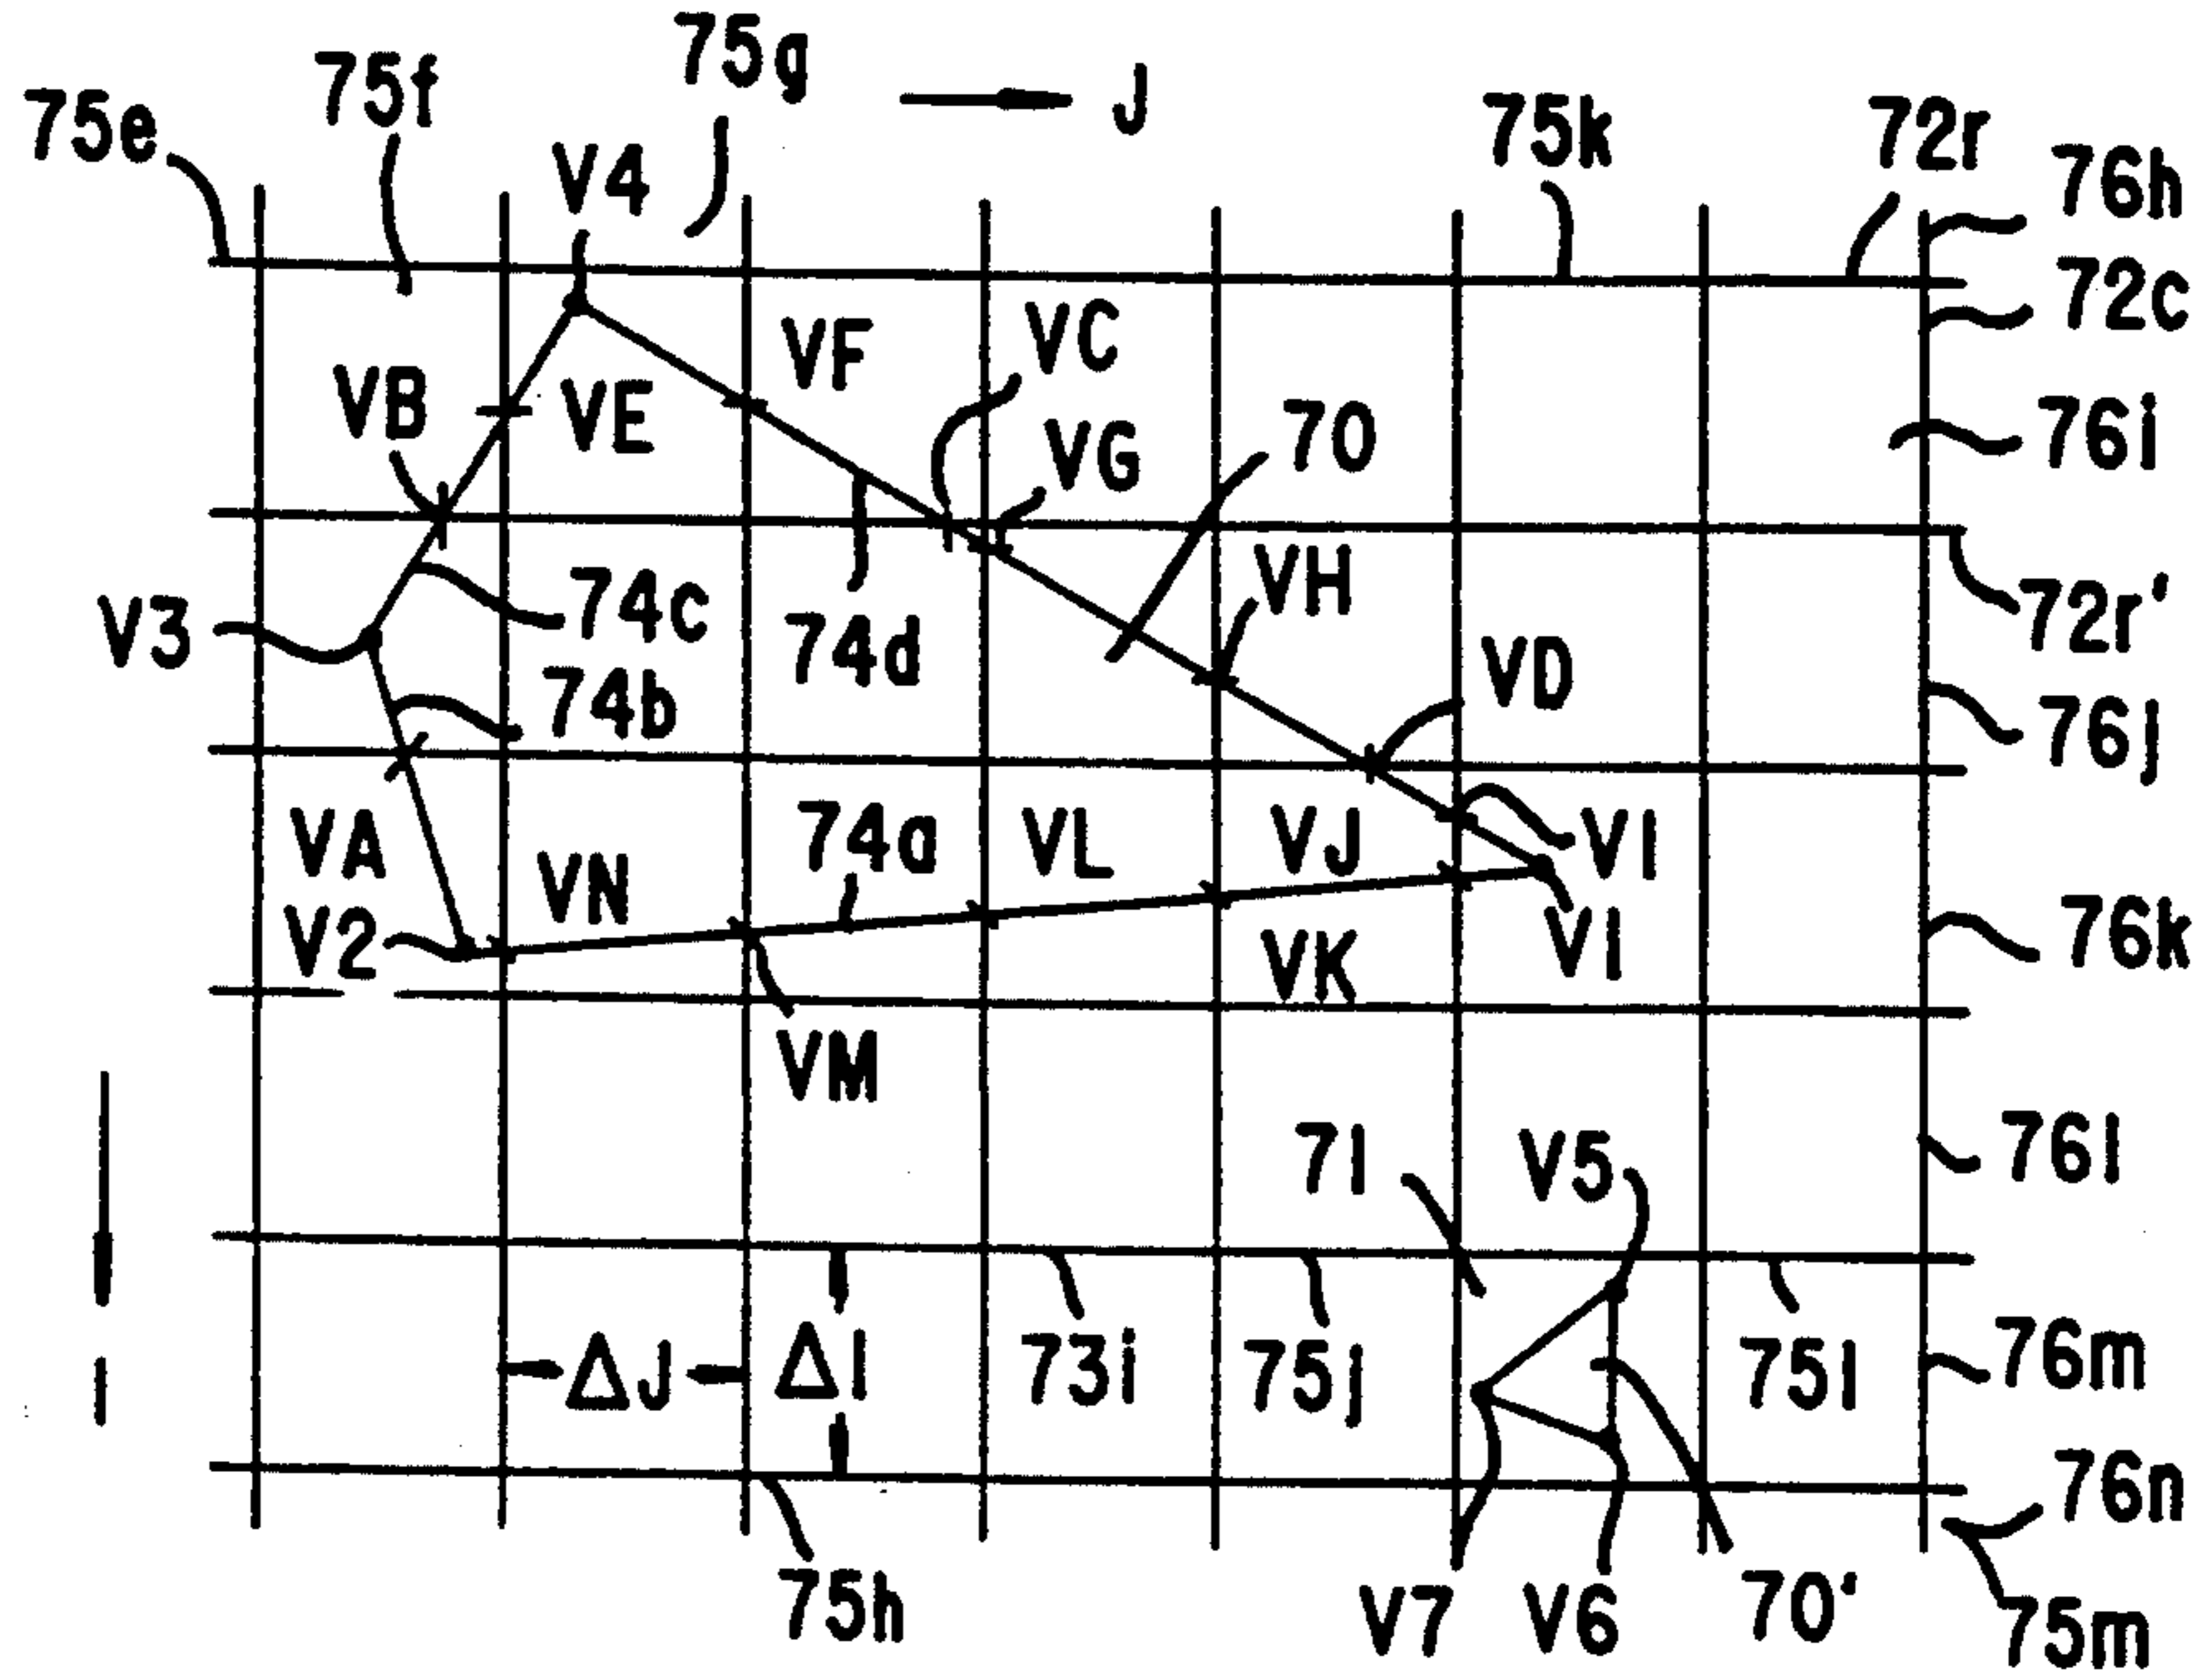 75g
75f
J
75e
75k
72r
V4
76h
72c
VF
VC
VB
VE
70
VG
76i
VH
74c
72r'
V3
74d
VD
74b
76j
VA
74a
VL
VJ
VI
VN
V2
V1
76k
VK
VM
71
V5
76l
ΔJ
ΔI
73i
75j
75l
76m
I
76n
75h
V7
V6
70'
75m